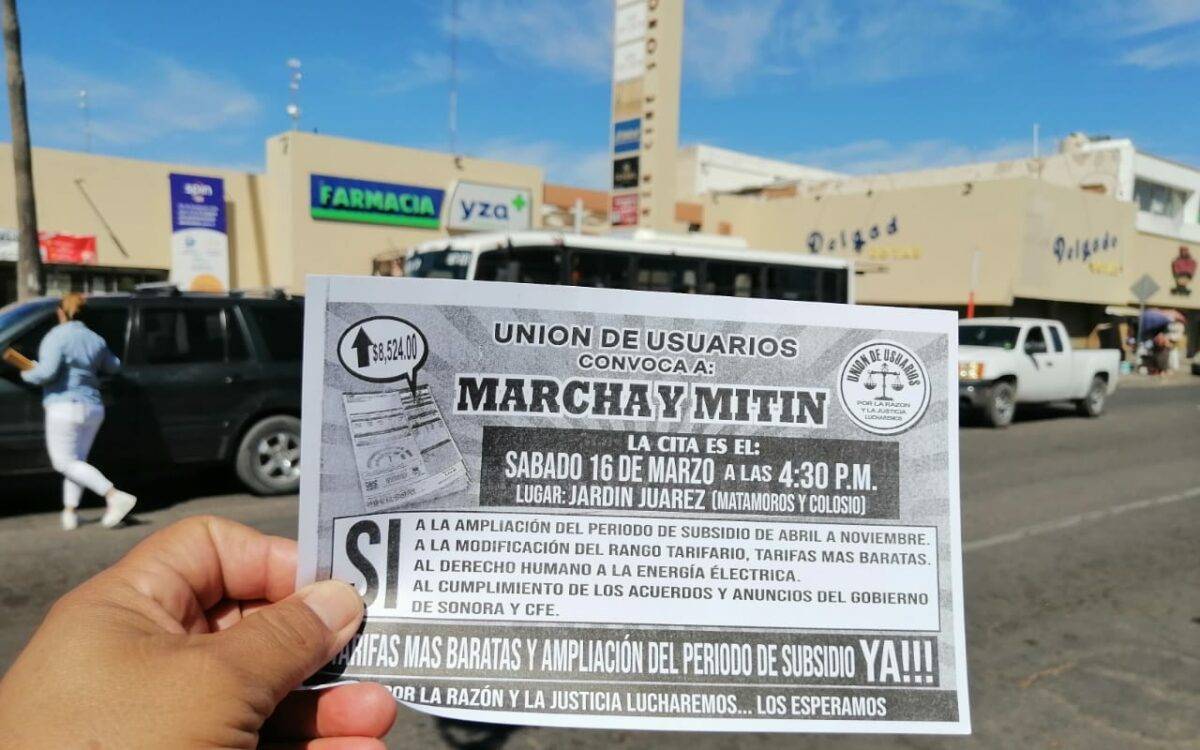 spin
FARMACIA
yza
Delgad
Delgado
$8,524.00
UNION DE USUARIOS
CONVOCA A:
MARCHA Y MITIN
UNION DE USUARIOS
POR LA RAZON
Y LA JUSTICIA
LUCHAREMOS
LA CITA ES EL:
SABADO 16 DE MARZO A LAS 4:30 P.M.
LUGAR: JARDIN JUAREZ (MATAMOROS Y COLOSIO)
SI
A LA AMPLIACIÓN DEL PERIODO DE SUBSIDIO DE ABRIL A NOVIEMBRE.
A LA MODIFICACIÓN DEL RANGO TARIFARIO, TARIFAS MAS BARATAS.
AL DERECHO HUMANO A LA ENERGÍA ÉLECTRICA.
AL CUMPLIMIENTO DE LOS ACUERDOS Y ANUNCIOS DEL GOBIERNO
DE SONORA Y CFE.
TARIFAS MAS BARATAS Y AMPLIACIÓN DEL PERIODO DE SUBSIDIO YA!!!
POR LA RAZÓN Y LA JUSTICIA LUCHAREMOS... LOS ESPERAMOS